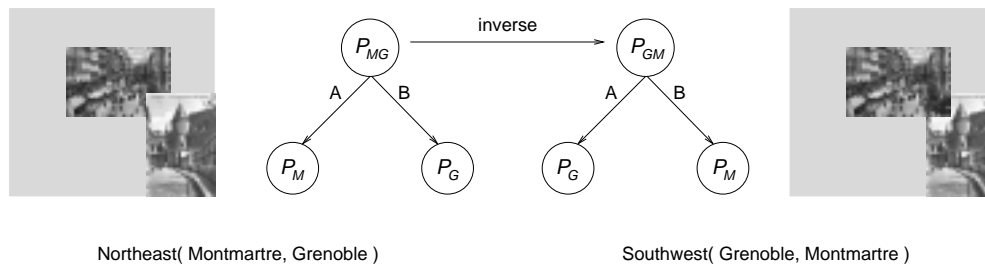 inverse
P_MG
P_GM
A B
A B
P_M
P_G
P_G
P_M
Northeast( Montmartre, Grenoble )
Southwest( Grenoble, Montmartre )